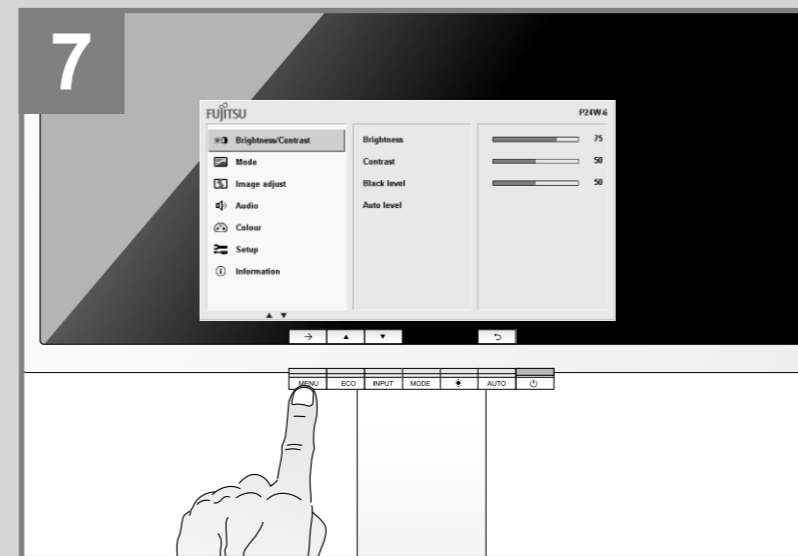 7
FUJITSU P24W-6
Brightness/Contrast Brightness 75
Mode Contrast 50
Image adjust Black level 50
Audio Auto level
Colour
Setup
Information
MENU ECO INPUT MODE AUTO